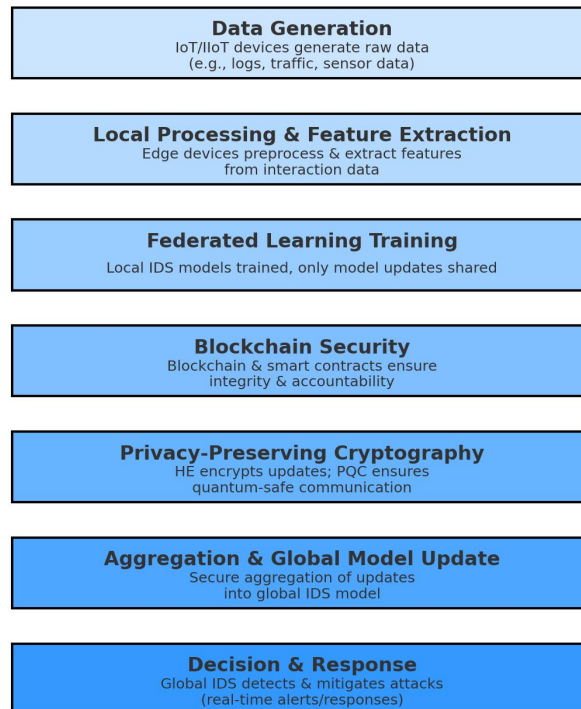 Data Generation
IoT/IIoT devices generate raw data
(e.g., logs, traffic, sensor data)
Local Processing & Feature Extraction
Edge devices preprocess & extract features
from interaction data
Federated Learning Training
Local IDS models trained, only model updates shared
Blockchain Security
Blockchain & smart contracts ensure
integrity & accountability
Privacy-Preserving Cryptography
HE encrypts updates; PQC ensures
quantum-safe communication
Aggregation & Global Model Update
Secure aggregation of updates
into global IDS model
Decision & Response
Global IDS detects & mitigates attacks
(real-time alerts/responses)